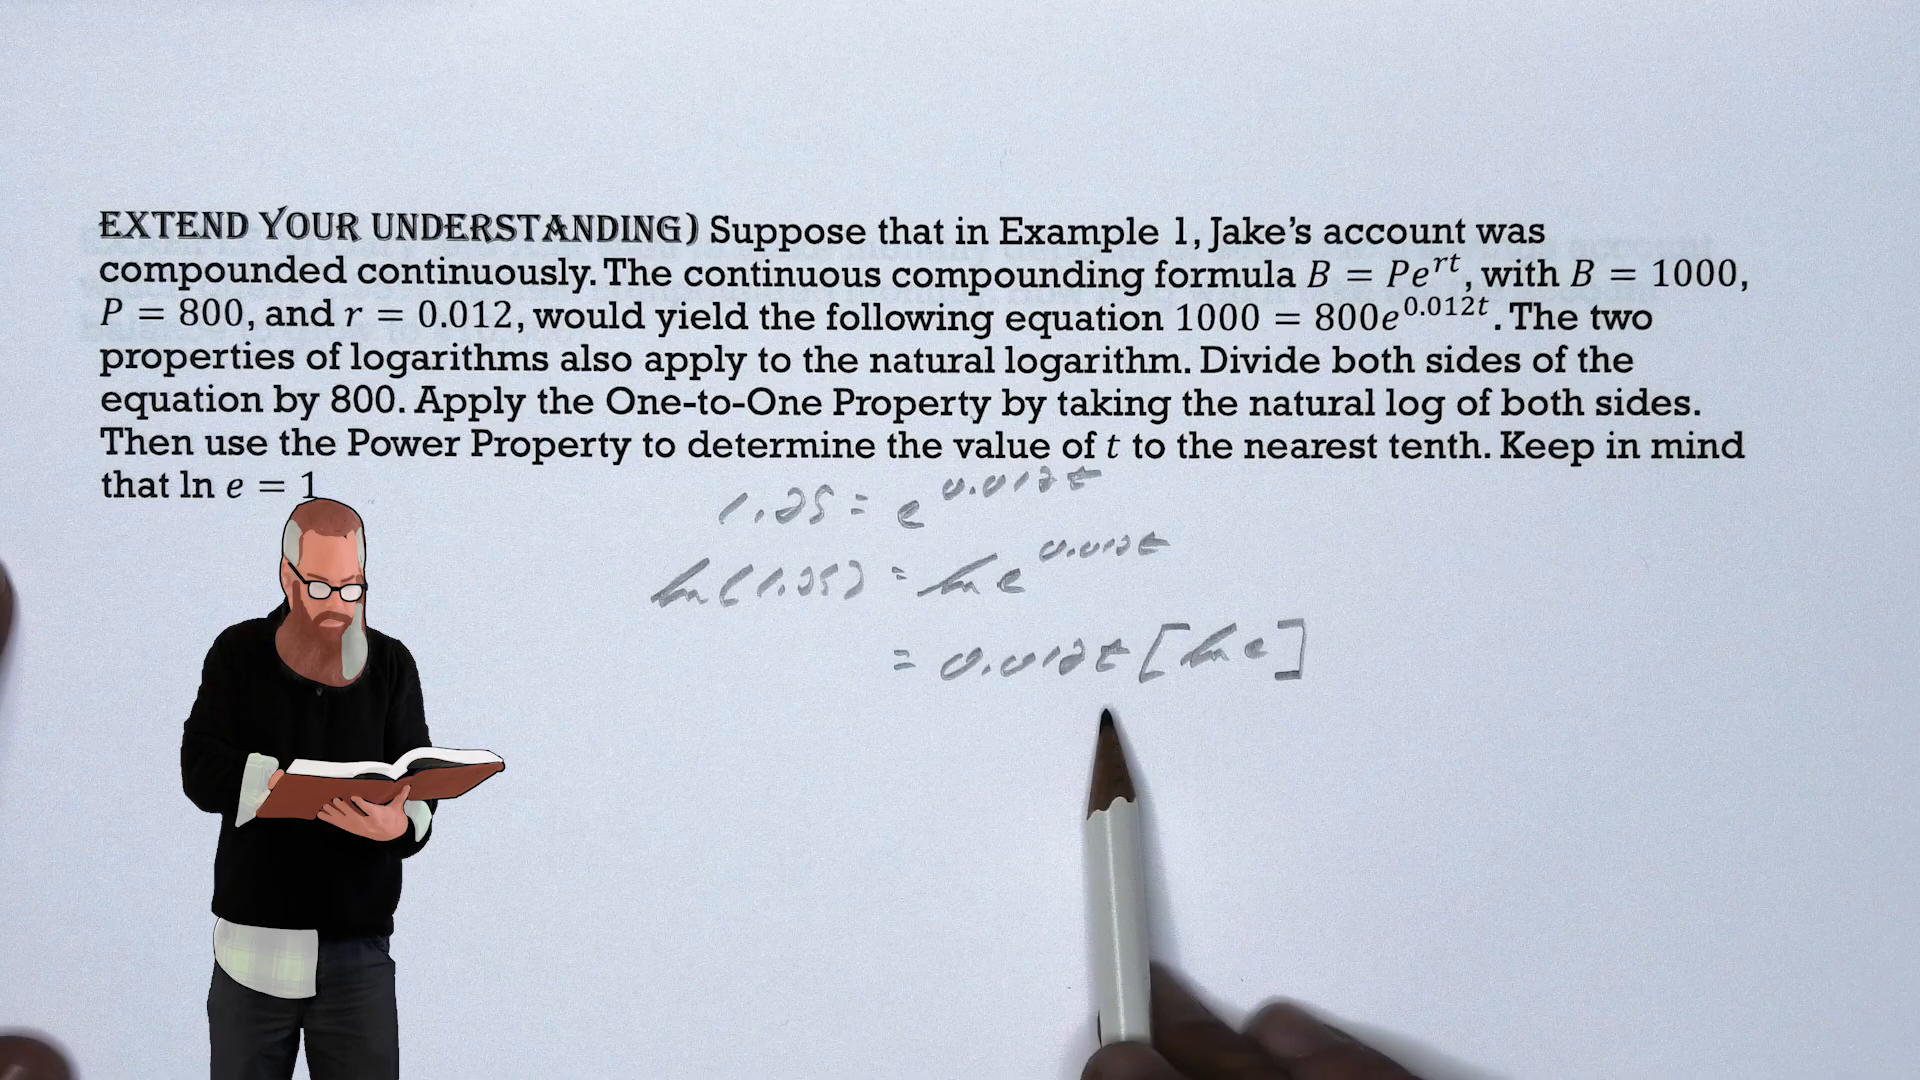 EXTEND YOUR UNDERSTANDING) Suppose that in Example 1, Jake’s account was
compounded continuously. The continuous compounding formula B = Pe^{rt}, with B = 1000,
P = 800, and r = 0.012, would yield the following equation 1000 = 800e^{0.012t}. The two
properties of logarithms also apply to the natural logarithm. Divide both sides of the
equation by 800. Apply the One-to-One Property by taking the natural log of both sides.
Then use the Power Property to determine the value of t to the nearest tenth. Keep in mind
that ln e = 1
1.25 = e^{0.012t}
ln(1.25) = ln e^{0.012t}
= 0.012t [ln e]